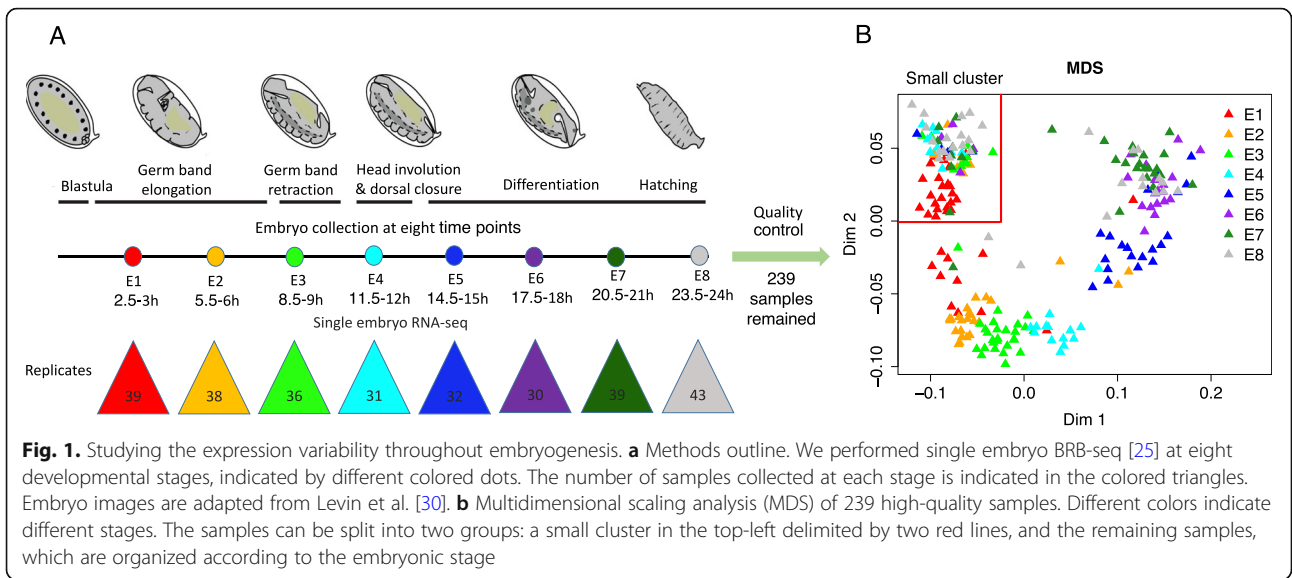 A
Blastula
Germ band
elongation
Germ band
retraction
Head involution
& dorsal closure
Differentiation
Hatching
Embryo collection at eight time points
E1
2.5-3h
E2
5.5-6h
E3
8.5-9h
E4
11.5-12h
E5
14.5-15h
E6
17.5-18h
E7
20.5-21h
E8
23.5-24h
Single embryo RNA-seq
Replicates
39
38
36
31
32
30
39
43
Quality
control
239
samples
remained
B
MDS
Small cluster
E1
E2
E3
E4
E5
E6
E7
E8
Dim 2
0.05
0.00
−0.05
−0.10
−0.1
0.0
0.1
0.2
Dim 1
Fig. 1. Studying the expression variability throughout embryogenesis. a Methods outline. We performed single embryo BRB-seq [25] at eight
developmental stages, indicated by different colored dots. The number of samples collected at each stage is indicated in the colored triangles.
Embryo images are adapted from Levin et al. [30]. b Multidimensional scaling analysis (MDS) of 239 high-quality samples. Different colors indicate
different stages. The samples can be split into two groups: a small cluster in the top-left delimited by two red lines, and the remaining samples,
which are organized according to the embryonic stage